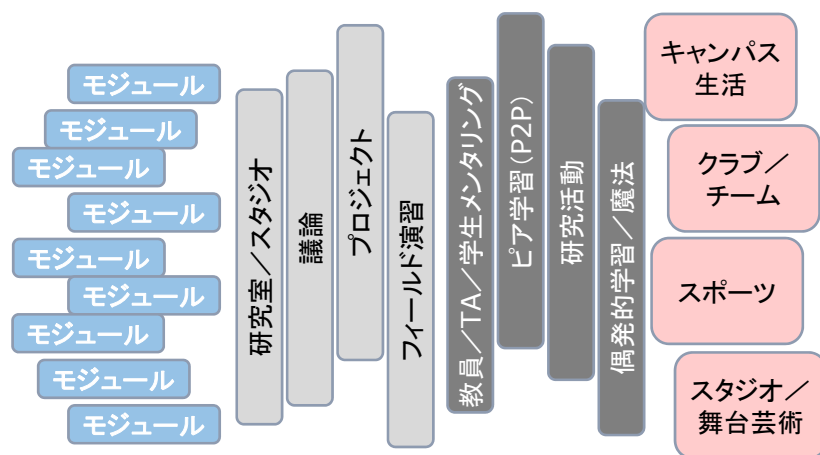 モジュール
モジュール
モジュール
モジュール
モジュール
モジュール
モジュール
モジュール
モジュール
研究室／スタジオ
議論
プロジェクト
フィールド演習
教員／TA／学生メンタリング
ピア学習(P2P)
研究活動
偶発的学習／魔法
キャンパス
生活
クラブ／
チーム
スポーツ
スタジオ／
舞台芸術